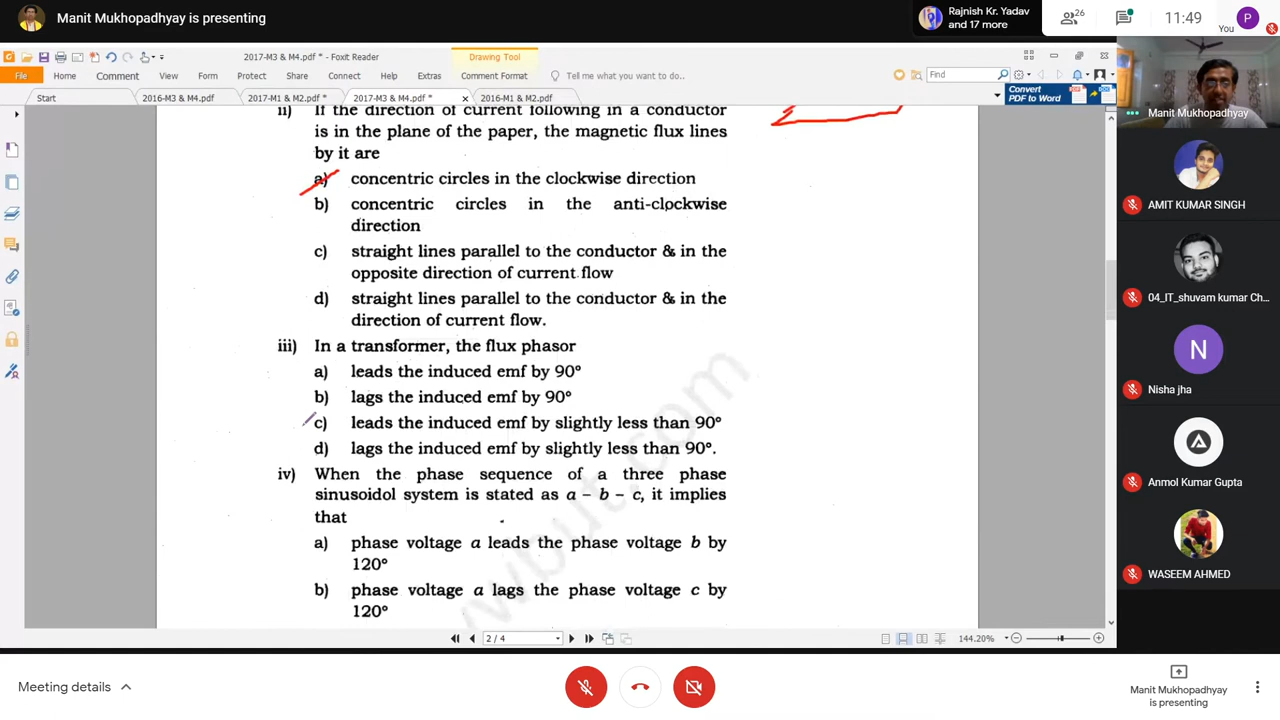 Manit Mukhopadhyay is presenting
Rajnish Kr. Yadav
and 17 more
26
11:49
You
P
2017-M3 & M4.pdf * - Foxit Reader
Drawing Tool
File
Home
Comment
View
Form
Protect
Share
Connect
Help
Extras
Comment Format
Tell me what you want to do..
Find
Start
2016-M3 & M4.pdf
2017-M1 & M2.pdf *
2017-M3 & M4.pdf *
2016-M1 & M2.pdf
Convert
PDF to Word
ii) If the direction of current following in a conductor
is in the plane of the paper, the magnetic flux lines
by it are
a) concentric circles in the clockwise direction
b) concentric circles in the anti-clockwise
direction
c) straight lines parallel to the conductor & in the
opposite direction of current flow
d) straight lines parallel to the conductor & in the
direction of current flow.
iii) In a transformer, the flux phasor
a) leads the induced emf by 90°
b) lags the induced emf by 90°
c) leads the induced emf by slightly less than 90°
d) lags the induced emf by slightly less than 90°.
iv) When the phase sequence of a three phase
sinusoidol system is stated as a – b – c, it implies
that
a) phase voltage a leads the phase voltage b by
120°
b) phase voltage a lags the phase voltage c by
120°
wbut.com
2 / 4
144.20%
Manit Mukhopadhyay
AMIT KUMAR SINGH
04_IT_shuvam kumar Ch...
N
Nisha jha
Anmol Kumar Gupta
WASEEM AHMED
Meeting details
Manit Mukhopadhyay
is presenting